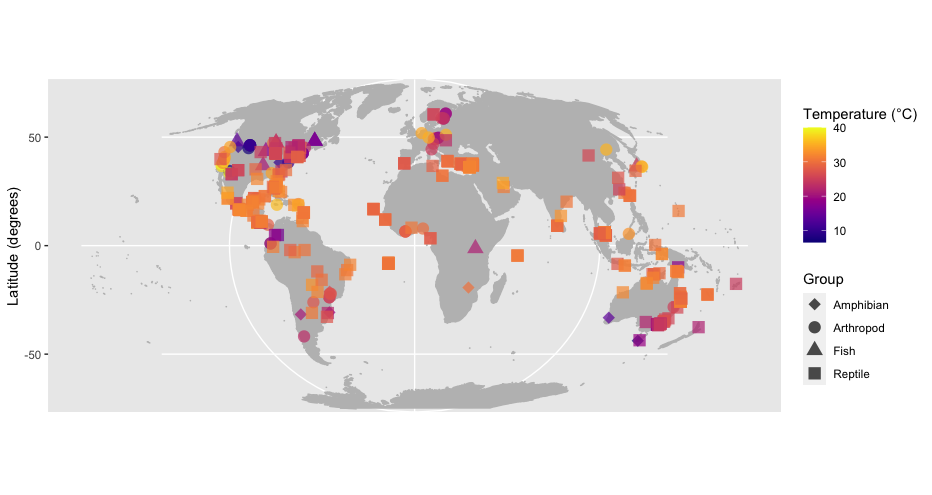 Latitude (degrees)
50
0
-50
Temperature (°C)
40
30
20
10
Group
Amphibian
Arthropod
Fish
Reptile